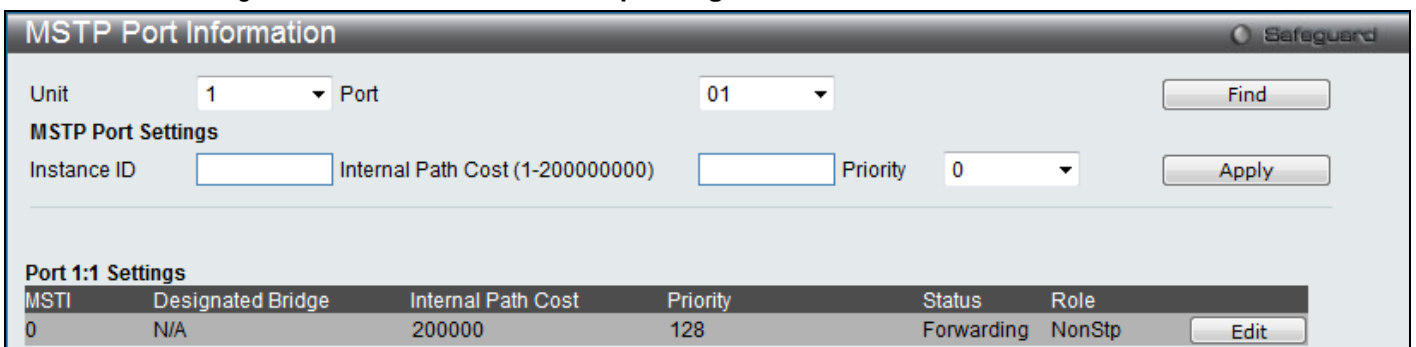 MSTP Port Information Safeguard
Unit 1 Port 01 Find
MSTP Port Settings
Instance ID Internal Path Cost (1-200000000) Priority 0 Apply
Port 1:1 Settings
MSTI Designated Bridge Internal Path Cost Priority Status Role
0 N/A 200000 128 Forwarding NonStp Edit